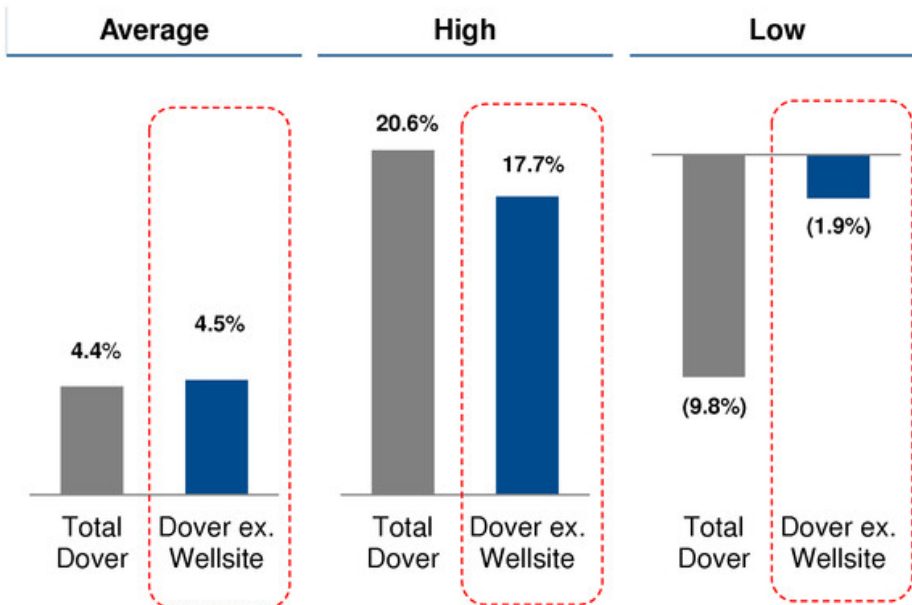 Average
High
Low
4.4%
4.5%
20.6%
17.7%
(9.8%)
(1.9%)
Total
Dover
Dover ex.
Wellsite
Total
Dover
Dover ex.
Wellsite
Total
Dover
Dover ex.
Wellsite